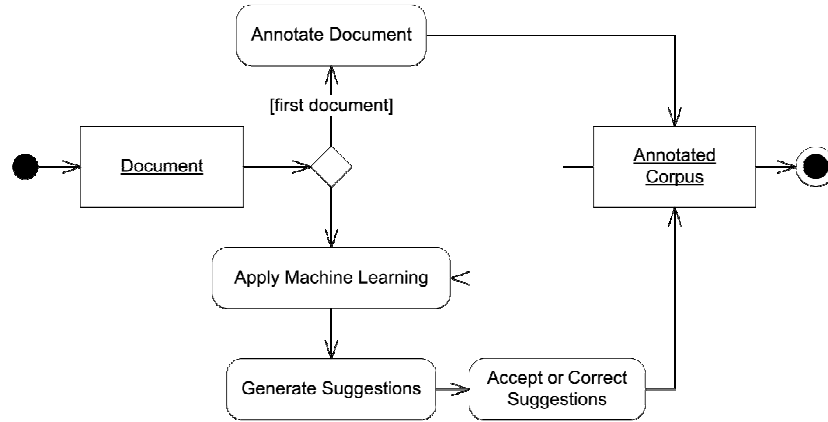 Annotate Document
[first document]
Document
Annotated
Corpus
Apply Machine Learning
Generate Suggestions
Accept or Correct
Suggestions